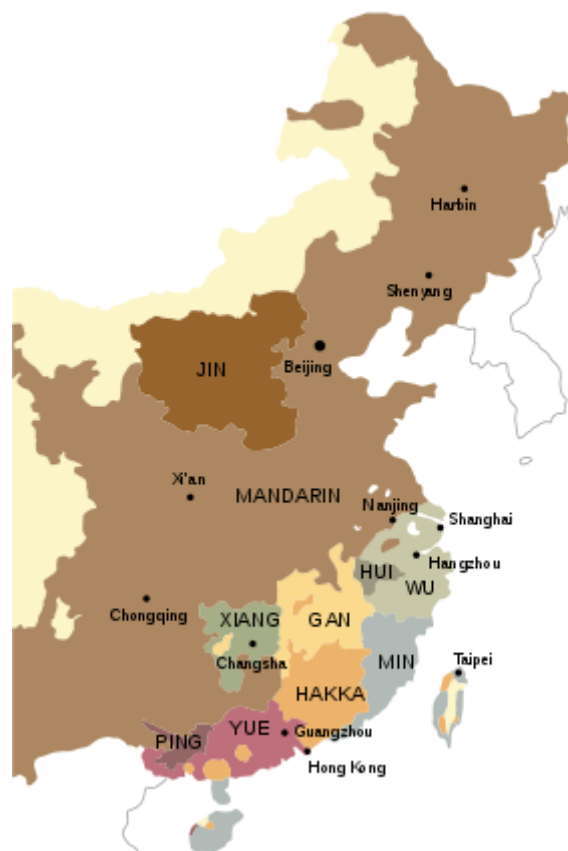 Harbin
Shenyang
Beijing
JIN
Xi'an
MANDARIN
Nanjing
Shanghai
Hangzhou
HUI
WU
Chongqing
XIANG
GAN
Changsha
MIN
Taipei
HAKKA
YUE
Guangzhou
PING
Hong Kong